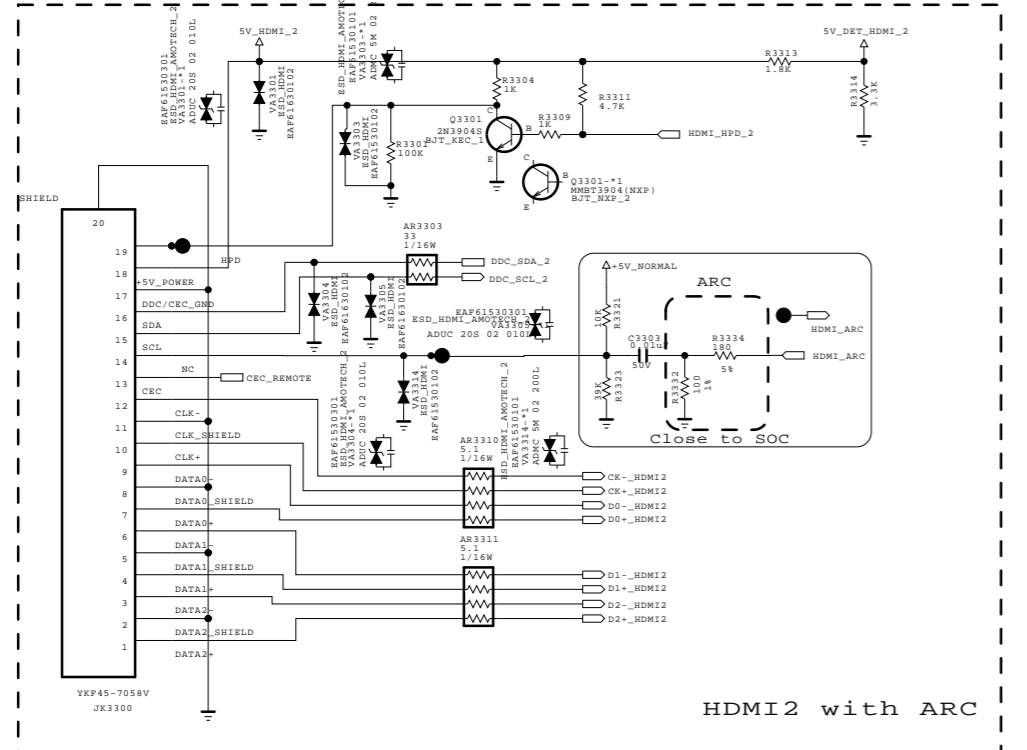 EAF61530301
ESD_HDMI_AMOTECH_2
VA3301-*1
ADUC 20S 02 010L
5V_HDMI_2
VA3301
ESD_HDMI
EAF61630102
EAF61530101
VA3303-*1
ADMC 5M 02 2
R3304
1K
R3311
4.7K
R3313
1.8K
5V_DET_HDMI_2
R3314
3.3K
VA3303
ESD_HDMI
EAF61530102
R3301
100K
Q3301
2N3904S
BJT_KEC_1
C
B
E
R3309
1K
HDMI_HPD_2
C
B
E
Q3301-*1
MMBT3904(NXP)
BJT_NXP_2
SHIELD
20
19
HPD
18
+5V_POWER
17
DDC/CEC_GND
16
SDA
15
SCL
14
NC
13
CEC
12
CLK-
11
CLK_SHIELD
10
CLK+
9
DATA0-
8
DATA0_SHIELD
7
DATA0+
6
DATA1-
5
DATA1_SHIELD
4
DATA1+
3
DATA2-
2
DATA2_SHIELD
1
DATA2+
YKF45-7058V
JK3300
AR3303
33
1/16W
DDC_SDA_2
DDC_SCL_2
VA3304
ESD_HDMI
EAF61630102
VA3305
ESD_HDMI
EAF61630102
EAF61530301
ESD_HDMI_AMOTECH_2
VA3305-*1
ADUC 20S 02 010L
CEC_REMOTE
EAF61530301
ESD_HDMI_AMOTECH_2
VA3304-*1
ADUC 20S 02 010L
VA3314
ESD_HDMI
EAF61530102
ESD_HDMI_AMOTECH_2
EAF61530101
VA3314-*1
ADMC 5M 02 200L
+5V_NORMAL
10K
R3321
39K
R3323
C3303
0.01uF
50V
ARC
R3332
100
1%
R3334
180
5%
HDMI_ARC
HDMI_ARC
Close to SOC
AR3310
5.1
1/16W
CK-_HDMI2
CK+_HDMI2
D0-_HDMI2
D0+_HDMI2
AR3311
5.1
1/16W
D1-_HDMI2
D1+_HDMI2
D2-_HDMI2
D2+_HDMI2
HDMI2 with ARC